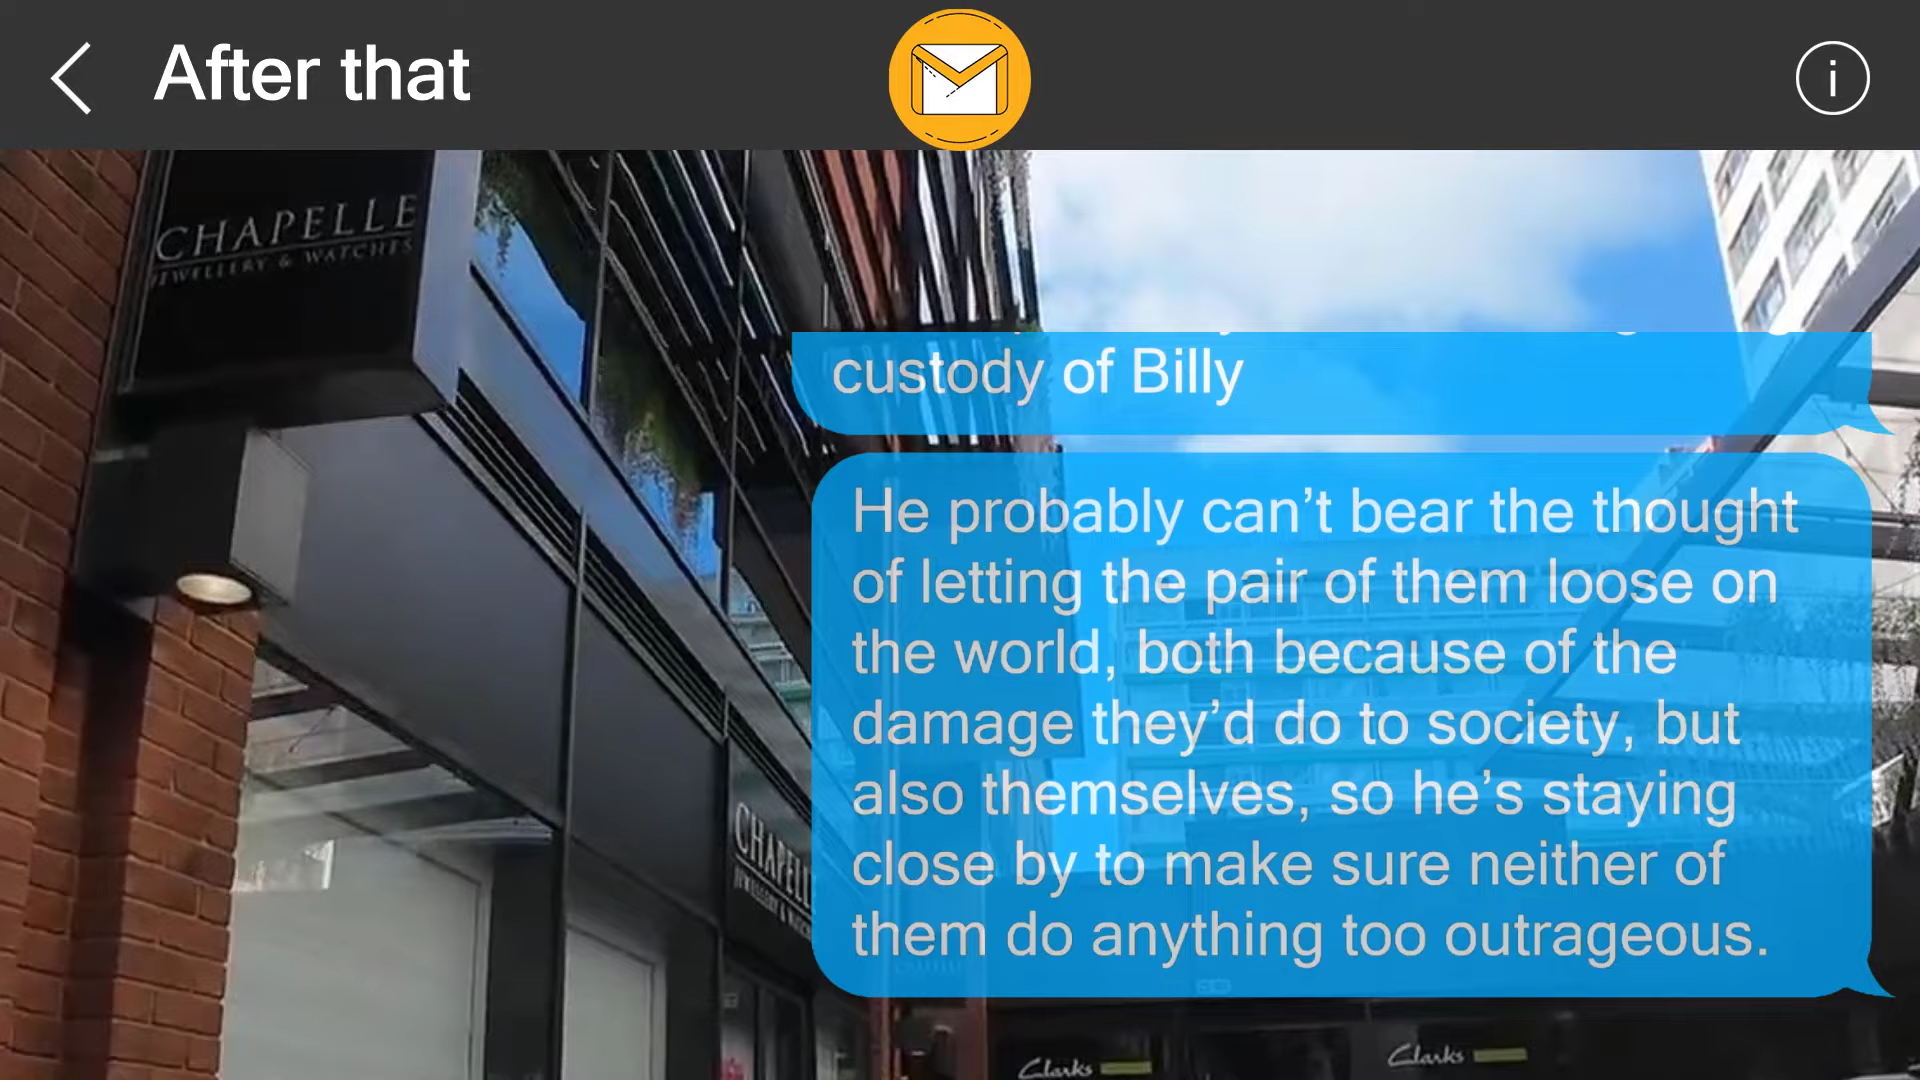 After that
i
CHAPELLE
JEWELLERY & WATCHES
custody of Billy
He probably can’t bear the thought
of letting the pair of them loose on
the world, both because of the
damage they’d do to society, but
also themselves, so he’s staying
close by to make sure neither of
them do anything too outrageous.
CHAPELLE
Clarks
Clarks